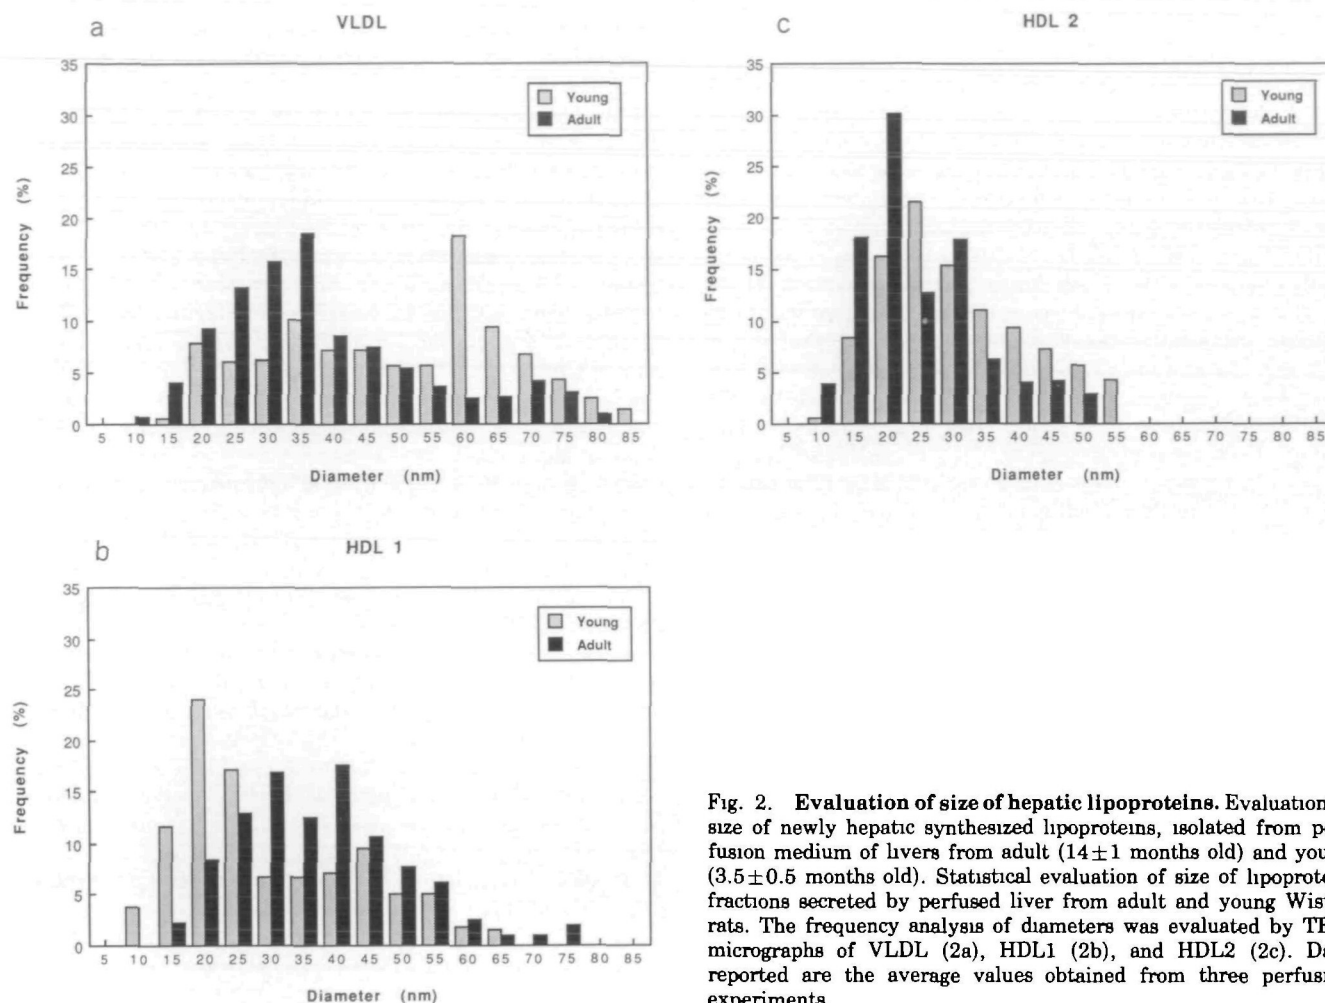 a
VLDL
35
30
25
20
15
10
5
0
Frequency (%)
Young
Adult
5 10 15 20 25 30 35 40 45 50 55 60 65 70 75 80 85
Diameter (nm)
c
HDL 2
35
30
25
20
15
10
5
0
Frequency (%)
Young
Adult
5 10 15 20 25 30 35 40 45 50 55 60 65 70 75 80 85
Diameter (nm)
b
HDL 1
35
30
25
20
15
10
5
0
Frequency (%)
Young
Adult
5 10 15 20 25 30 35 40 45 50 55 60 65 70 75 80 85
Diameter (nm)
Fig. 2. Evaluation of size of hepatic lipoproteins. Evaluation
size of newly hepatic synthesized lipoproteins, isolated from p
fusion medium of livers from adult (14±1 months old) and you
(3.5±0.5 months old). Statistical evaluation of size of lipoprote
fractions secreted by perfused liver from adult and young Wis
rats. The frequency analysis of diameters was evaluated by TE
micrographs of VLDL (2a), HDL1 (2b), and HDL2 (2c). Da
reported are the average values obtained from three perfusi
experiments